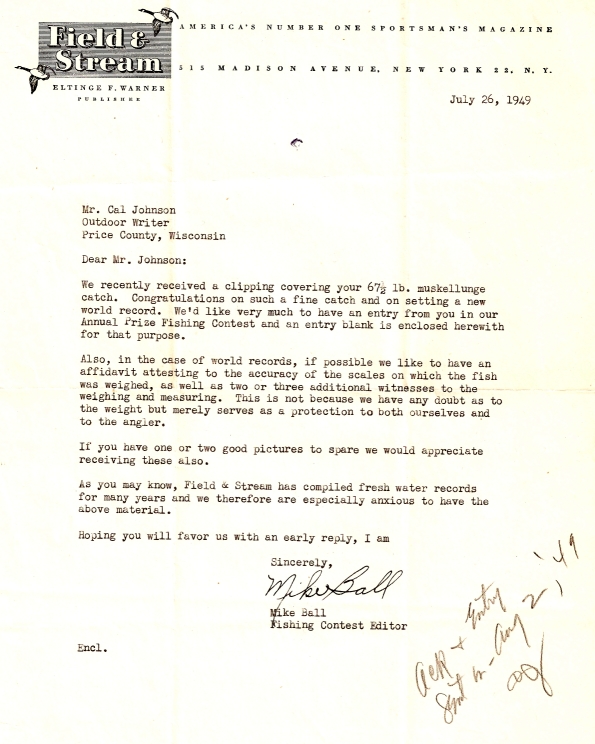 Field &
Stream
AMERICA'S NUMBER ONE SPORTSMAN'S MAGAZINE
515 MADISON AVENUE, NEW YORK 22, N. Y.
ELTINGE F. WARNER
PUBLISHER
July 26, 1949
Mr. Cal Johnson
Outdoor Writer
Price County, Wisconsin
Dear Mr. Johnson:
We recently received a clipping covering your 67½ lb. muskellunge
catch. Congratulations on such a fine catch and on setting a new
world record. We'd like very much to have an entry from you in our
Annual Prize Fishing Contest and an entry blank is enclosed herewith
for that purpose.
Also, in the case of world records, if possible we like to have an
affidavit attesting to the accuracy of the scales on which the fish
was weighed, as well as two or three additional witnesses to the
weighing and measuring. This is not because we have any doubt as to
the weight but merely serves as a protection to both ourselves and
to the angler.
If you have one or two good pictures to spare we would appreciate
receiving these also.
As you may know, Field & Stream has compiled fresh water records
for many years and we therefore are especially anxious to have the
above material.
Hoping you will favor us with an early reply, I am
Sincerely,
Mike Ball
Mike Ball
Fishing Contest Editor
Encl.
Ack + Entry
Sent in - Aug 2, '49